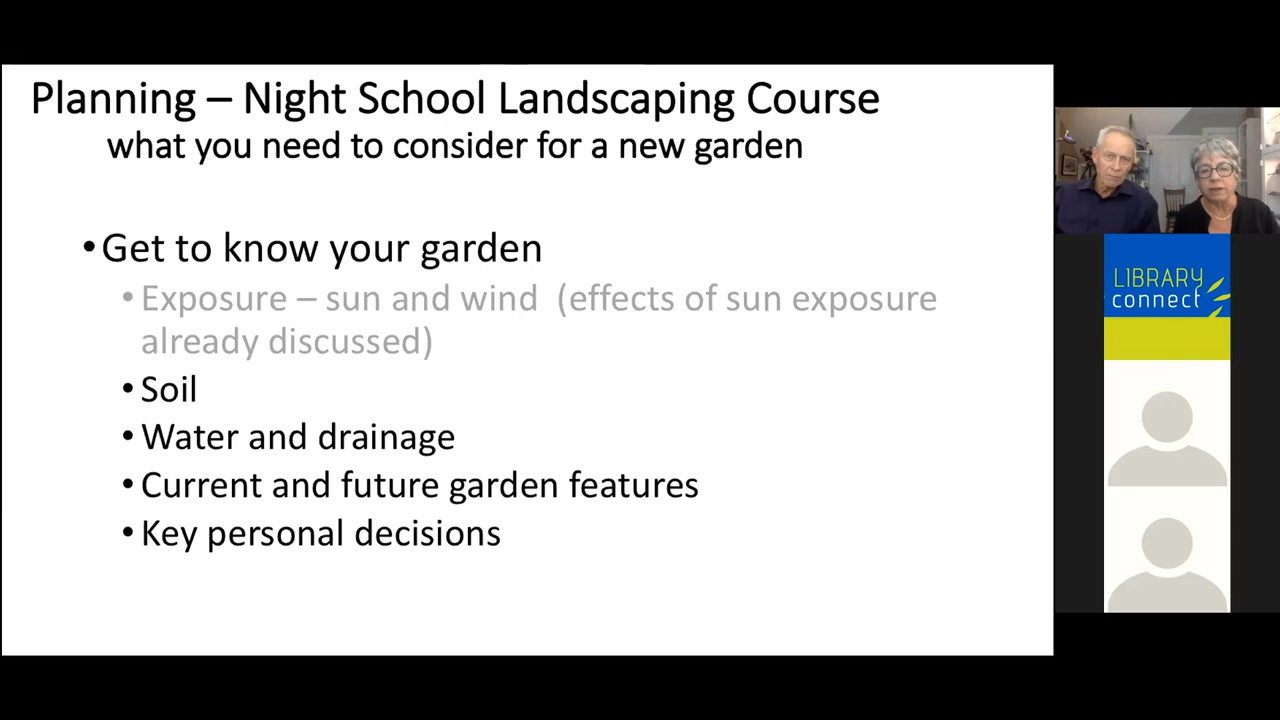 Planning – Night School Landscaping Course
what you need to consider for a new garden
•Get to know your garden
•Exposure – sun and wind (effects of sun exposure
already discussed)
•Soil
•Water and drainage
•Current and future garden features
•Key personal decisions
LIBRARY
connect